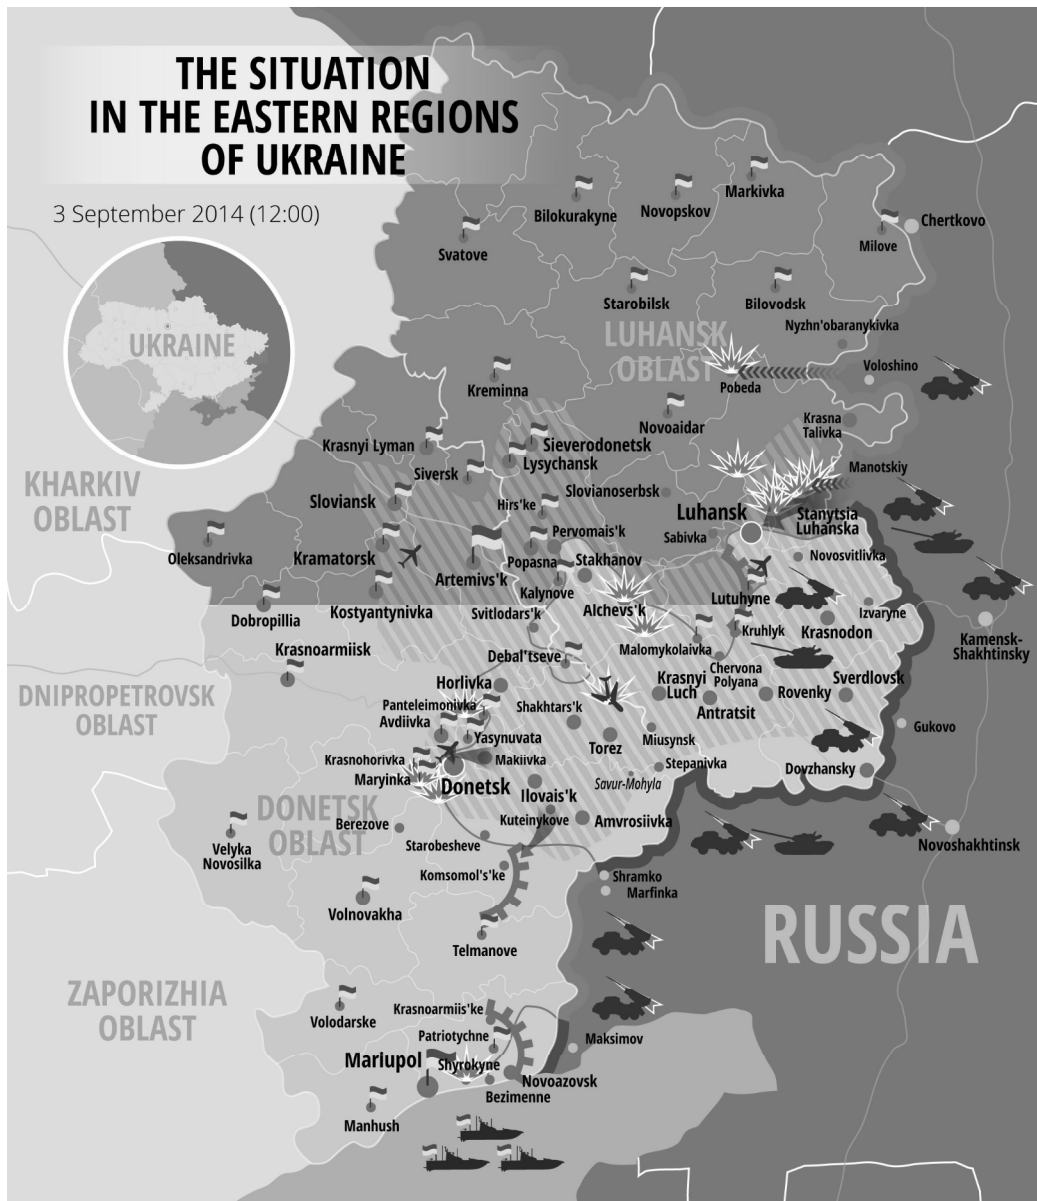 THE SITUATION
IN THE EASTERN REGIONS
OF UKRAINE
3 September 2014 (12:00)
UKRAINE
Markivka
Bilokurakyne
Novopskov
Chertkovo
Milove
Svatove
Starobilsk
Bilovodsk
LUHANSK
OBLAST
Nyzhn'obaranykivka
Voloshino
Pobeda
Kreminna
Novoaidar
Krasna
Talivka
Krasnyi Lyman
Sieverodonetsk
Lysychansk
Siversk
Manotskiy
KHARKIV
OBLAST
Sloviansk
Slovianoserbsk
Hirs'ke
Luhansk
Stanytsia
Luhanska
Pervomais'k
Sabivka
Oleksandrivka
Kramatorsk
Popasna
Stakhanov
Novosvitlivka
Artemivs'k
Kalynove
Lutuhyne
Kostyantynivka
Alchevs'k
Izvaryne
Dobropillia
Svitlodars'k
Kruhlyk
Krasnodon
Kamensk-
Shakhtinsky
Krasnoarmiisk
Debal'tseve
Malomykolaivka
Chervona
Polyana
DNIPROPETROVSK
OBLAST
Horlivka
Krasnyi
Luch
Rovenky
Sverdlovsk
Panteleimonivka
Avdiivka
Shakhtars'k
Antratsit
Gukovo
Yasynuvata
Torez
Miusynsk
Krasnohorivka
Makiivka
Stepanivka
Dovzhansky
Maryinka
Donetsk
Savur-Mohyla
Ilovais'k
DONETSK
OBLAST
Berezove
Kuteinykove
Amvrosiivka
Starobesheve
Novoshakhtinsk
Velyka
Novosilka
Komsomol's'ke
Shramko
Marfinka
Volnovakha
RUSSIA
Telmanove
ZAPORIZHIA
OBLAST
Krasnoarmiis'ke
Volodarske
Patriotychne
Maksimov
Mariupol
Shyrokyne
Novoazovsk
Bezimenne
Manhush